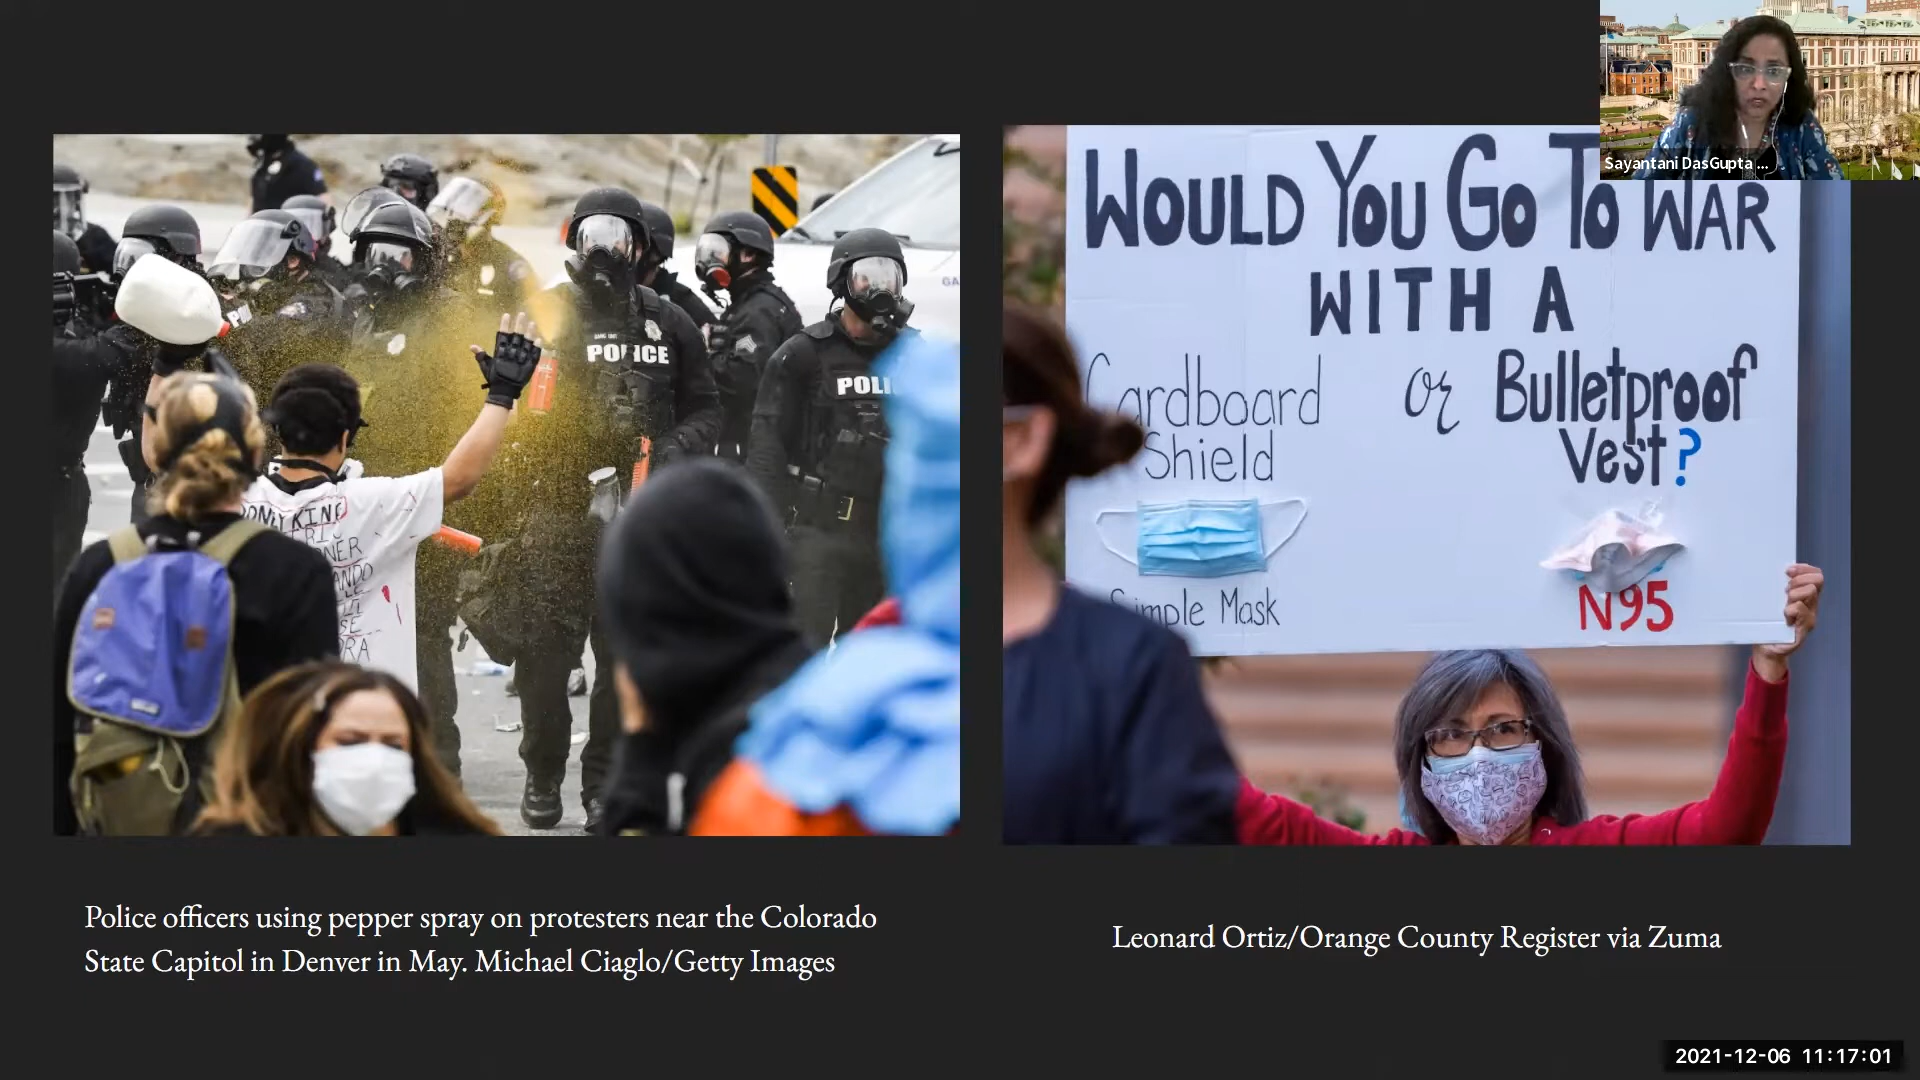 Sayantani DasGupta ...
WOULD YOU GO TO WAR
WITH A
Cardboard or Bulletproof
Shield Vest?
Simple Mask N95
POLICE
POLI
Police officers using pepper spray on protesters near the Colorado
State Capitol in Denver in May. Michael Ciaglo/Getty Images
Leonard Ortiz/Orange County Register via Zuma
2021-12-06 11:17:01